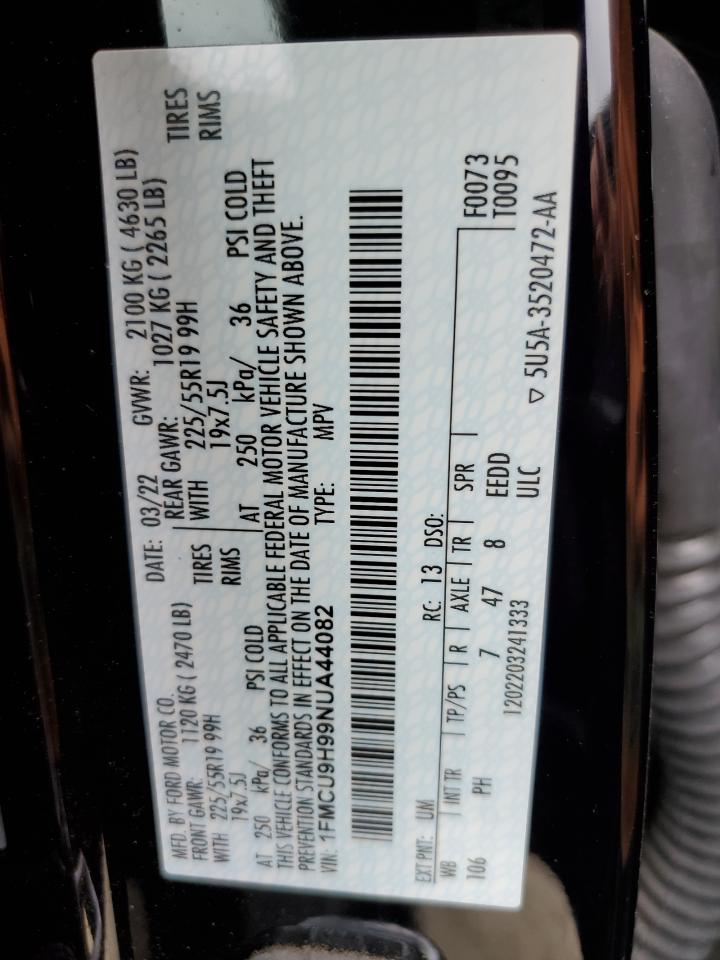 MFD. BY FORD MOTOR CO.
DATE: 03/22 GVWR: 2100 KG ( 4630 LB)
FRONT GAWR: 1120 KG ( 2470 LB) REAR GAWR: 1027 KG ( 2265 LB)
WITH 225/55R19 99H TIRES WITH 225/55R19 99H TIRES
19x7.5J RIMS 19x7.5J RIMS
AT 250 kPa/ 36 PSI COLD AT 250 kPa/ 36 PSI COLD
THIS VEHICLE CONFORMS TO ALL APPLICABLE FEDERAL MOTOR VEHICLE SAFETY AND THEFT
PREVENTION STANDARDS IN EFFECT ON THE DATE OF MANUFACTURE SHOWN ABOVE.
VIN: 1FMCU9H99NUA44082 TYPE: MPV
EXT PNT: UM RC: 13 DSO: F0073
WB INT TR TP/PS R AXLE TR SPR T0095
106 PH 7 47 8 EEDD
1202203241333 ULC
▽ 5U5A-3520472-AA